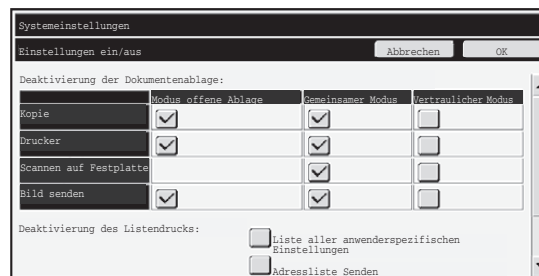 Systemeinstellungen
Einstellungen ein/aus Abbrechen OK
Deaktivierung der Dokumentenablage:
Modus offene Ablage Gemeinsamer Modus Vertraulicher Modus
Kopie
Drucker
Scannen auf Festplatte
Bild senden
Deaktivierung des Listendrucks:
Liste aller anwenderspezifischen
Einstellungen
Adressliste Senden